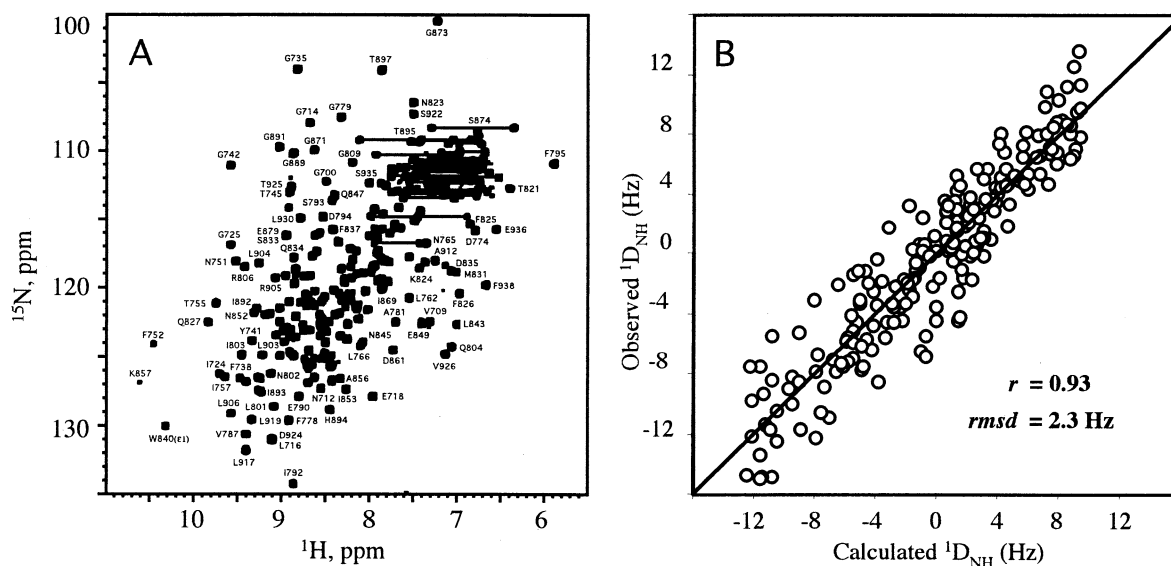 A
100
110
120
130
15N, ppm
10
9
8
7
6
1H, ppm
G873
G735
T897
N823
S922
G714
G779
S874
T895
G891
G871
G889
G809
F795
G742
T925
T745
G700
S935
Q847
T821
S793
L930
D794
F825
E936
E879
S833
F837
D774
G725
Q834
N765
A912
N751
L904
D835
R806
M831
R905
K824
F938
I869
L762
F826
T755
I892
N852
A781
V709
Q827
Y741
N845
E849
L843
F752
I803
L903
L766
D861
Q804
V926
I724
F738
N802
A856
K857
I757
I893
N712
I853
E718
L906
L801
E790
H894
W840(ε1)
L919
F778
V787
D924
L716
L917
i792
B
12
8
4
0
-4
-8
-12
Observed 1DNH (Hz)
r = 0.93
rmsd = 2.3 Hz
-12
-8
-4
0
4
8
12
Calculated 1DNH (Hz)